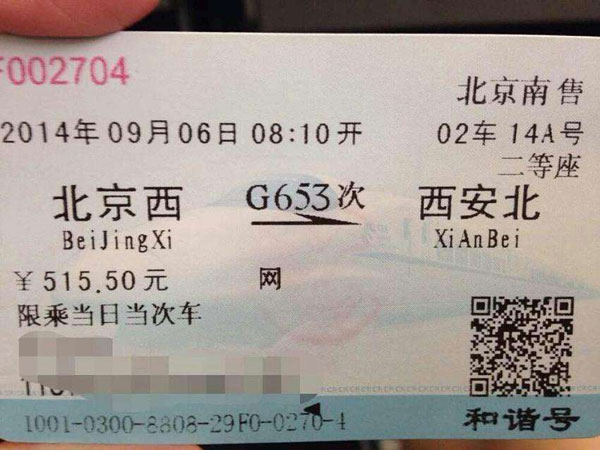 F002704
北京南售
2014年09月06日08:10开 02车14A号
二等座
北京西 G653次 西安北
BeiJingXi XiAnBei
￥515.50元 网
限乘当日当次车
1001-0300-8808-29F0-0270-4 和谐号